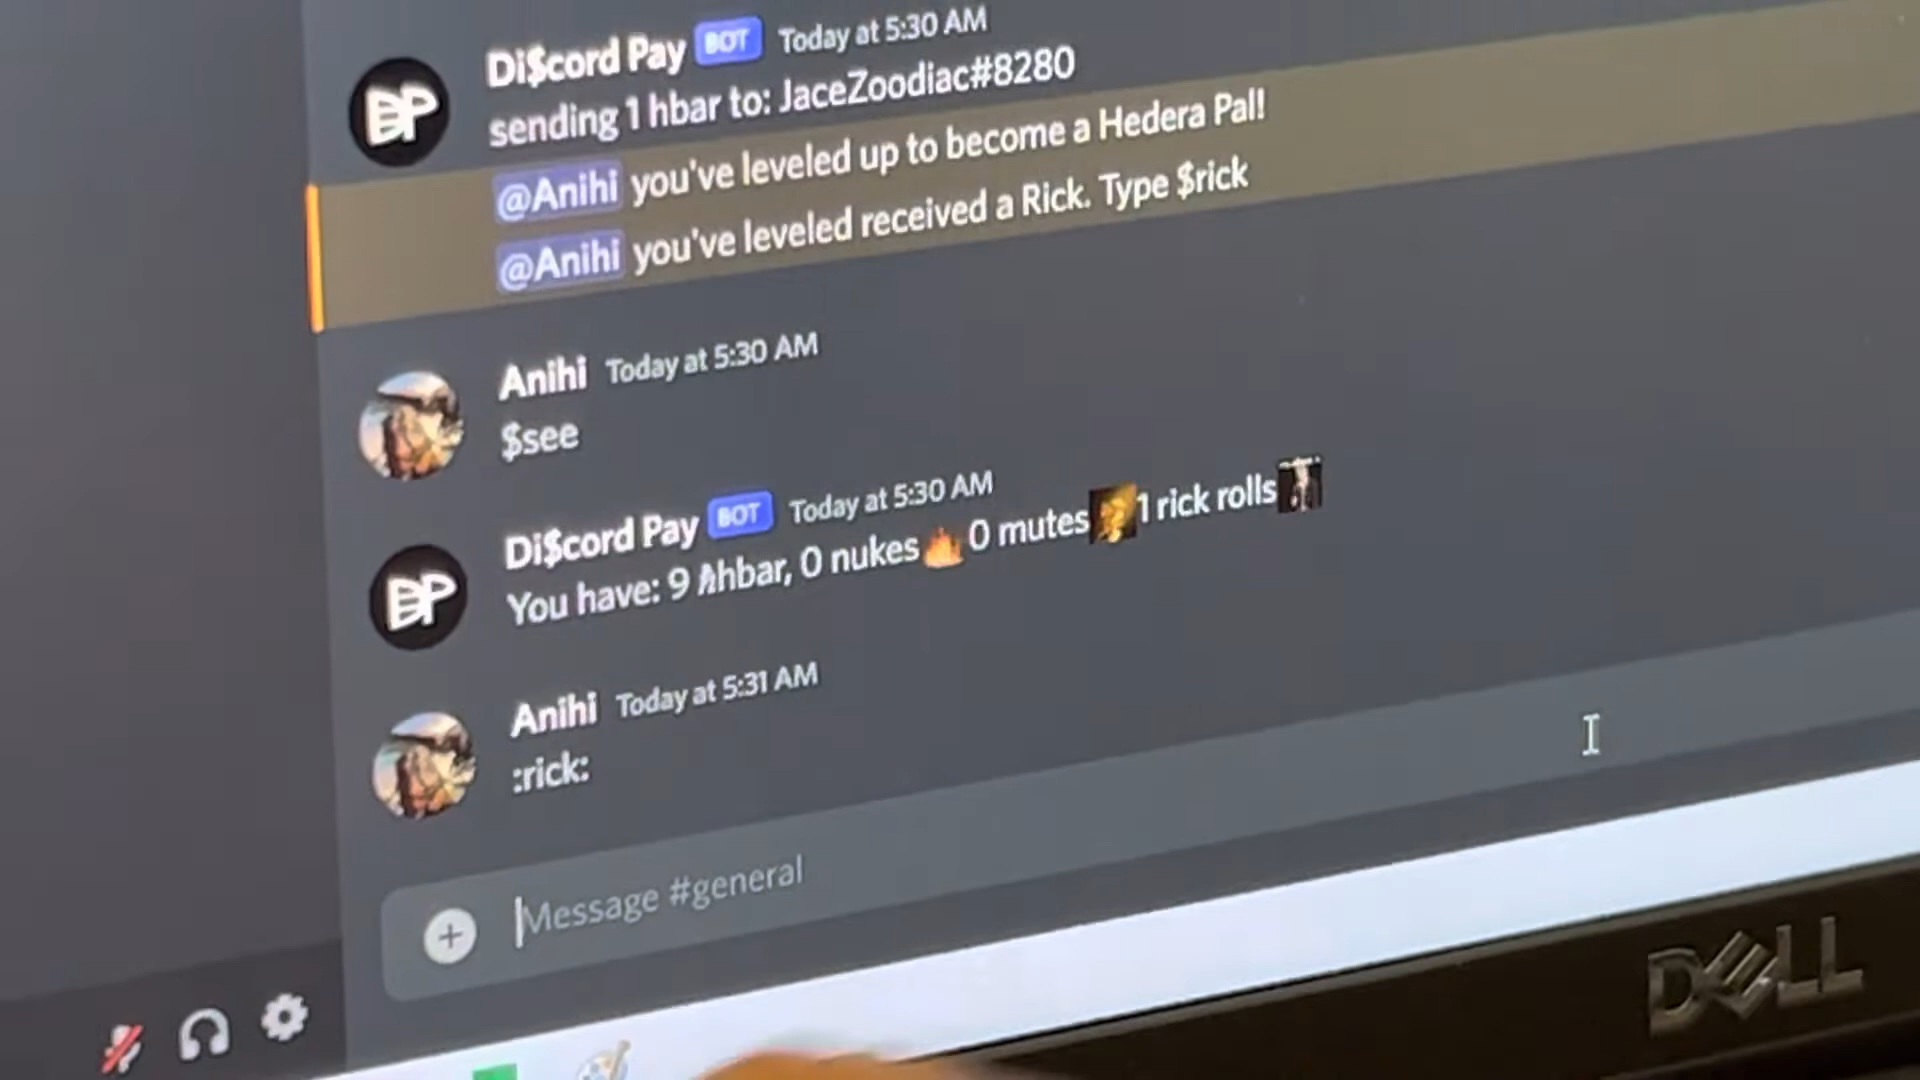 Di$cord Pay BOT Today at 5:30 AM
sending 1 hbar to: JaceZoodiac#8280
@Anihi you've leveled up to become a Hedera Pal!
@Anihi you've leveled received a Rick. Type $rick
Anihi Today at 5:30 AM
$see
Di$cord Pay BOT Today at 5:30 AM
You have: 9 hbar, 0 nukes 0 mutes 1 rick rolls
Anihi Today at 5:31 AM
:rick:
Message #general
DELL